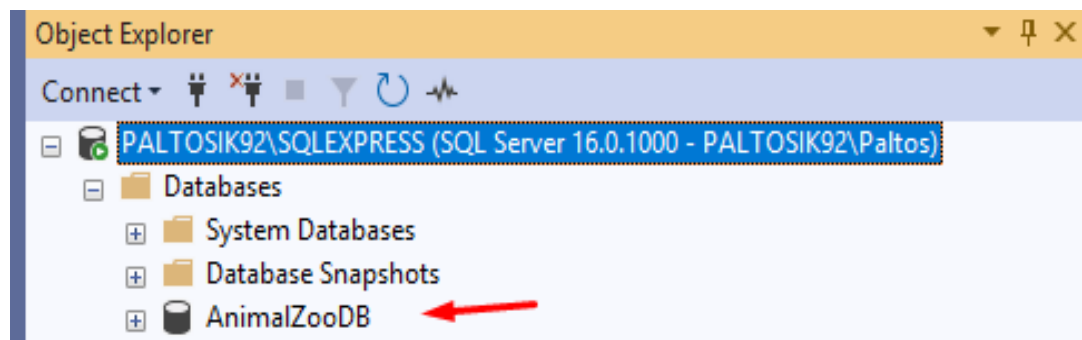 Object Explorer
Connect
PALTOSIK92\SQLEXPRESS (SQL Server 16.0.1000 - PALTOSIK92\Paltos)
Databases
System Databases
Database Snapshots
AnimalZooDB